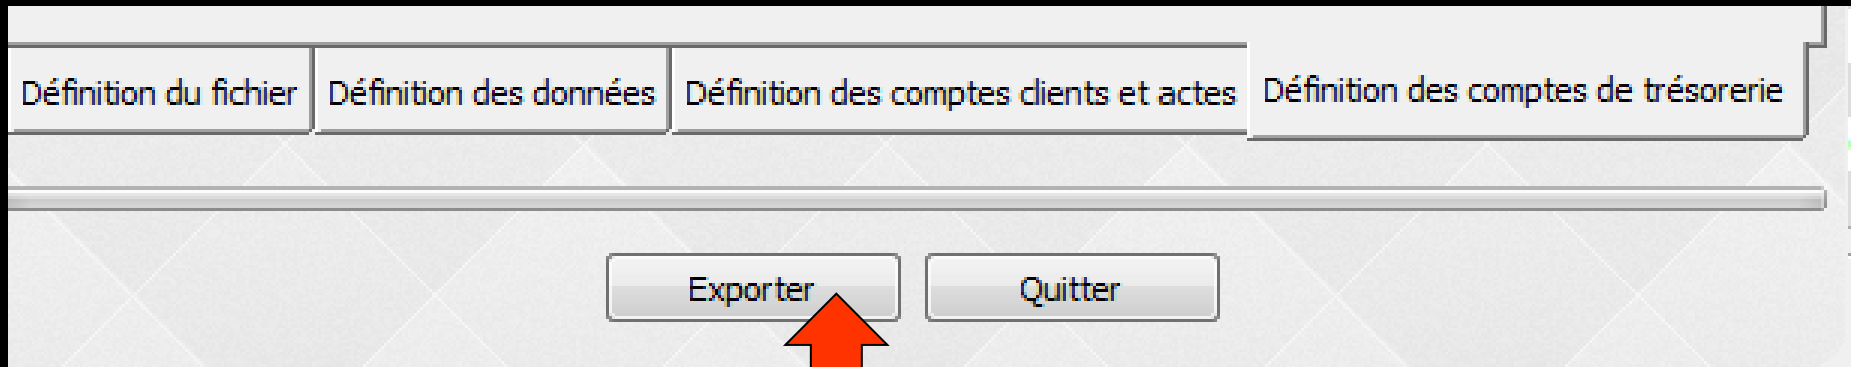 Définition du fichier
Définition des données
Définition des comptes clients et actes
Définition des comptes de trésorerie
Exporter
Quitter